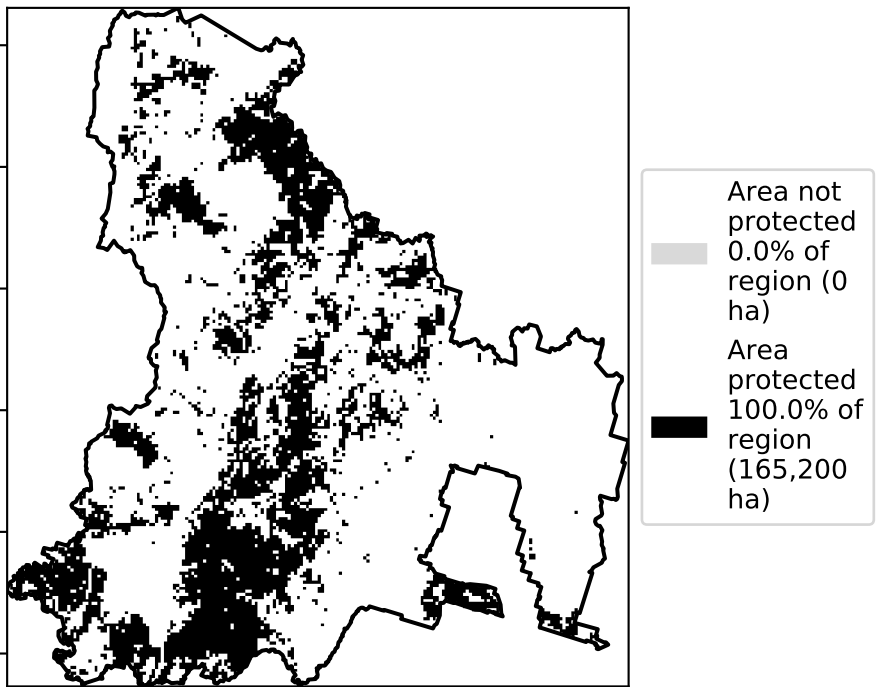 Area not
protected
0.0% of
region (0
ha)
Area
protected
100.0% of
region
(165,200
ha)